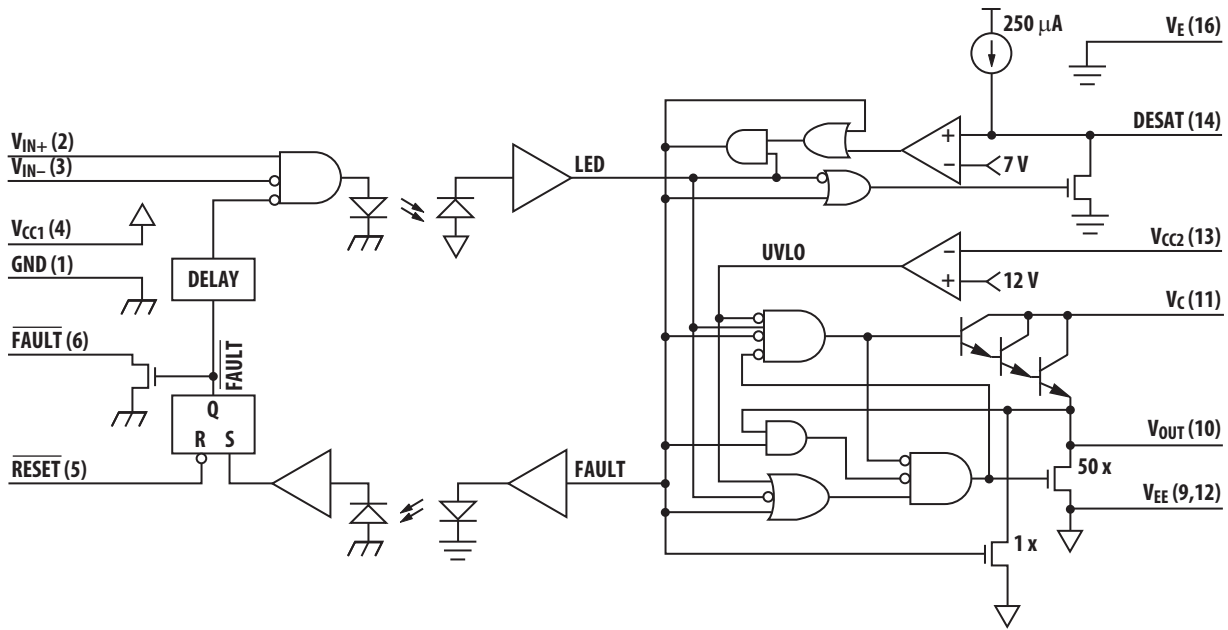 250 μA
V_E (16)
V_IN+ (2)
V_IN– (3)
LED
DESAT (14)
+
–
7 V
V_CC1 (4)
GND (1)
DELAY
UVLO
–
+
12 V
V_CC2 (13)
V_C (11)
FAULT (6)
FAULT
Q
R S
RESET (5)
FAULT
V_OUT (10)
50 x
V_EE (9,12)
1 x